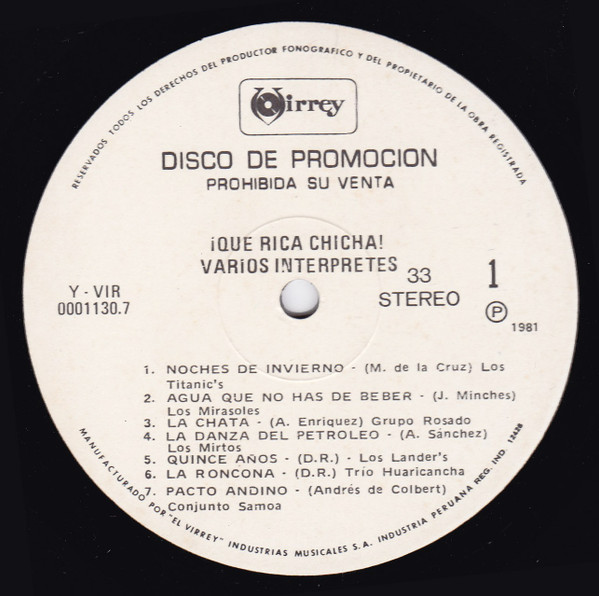 RESERVADOS TODOS LOS DERECHOS DEL PRODUCTOR FONOGRAFICO Y DEL PROPIETARIO DE LA OBRA REGISTRADA
Virrey
DISCO DE PROMOCION
PROHIBIDA SU VENTA
¡QUE RICA CHICHA!
VARIOS INTERPRETES
33
STEREO
1
Y - VIR
0001130.7
℗ 1981
1. NOCHES DE INVIERNO - (M. de la Cruz) Los
Titanic's
2. AGUA QUE NO HAS DE BEBER - (J. Minches)
Los Mirasoles
3. LA CHATA - (A. Enriquez) Grupo Rosado
4. LA DANZA DEL PETROLEO - (A. Sánchez)
Los Mirtos
5. QUINCE AÑOS - (D.R.) - Los Lander's
6. LA RONCONA - (D.R.) Trío Huaricancha
7. PACTO ANDINO - (Andrés de Colbert)
Conjunto Samoa
MANUFACTURADO POR "EL VIRREY" INDUSTRIAS MUSICALES S.A. INDUSTRIA PERUANA REG. IND. 12428